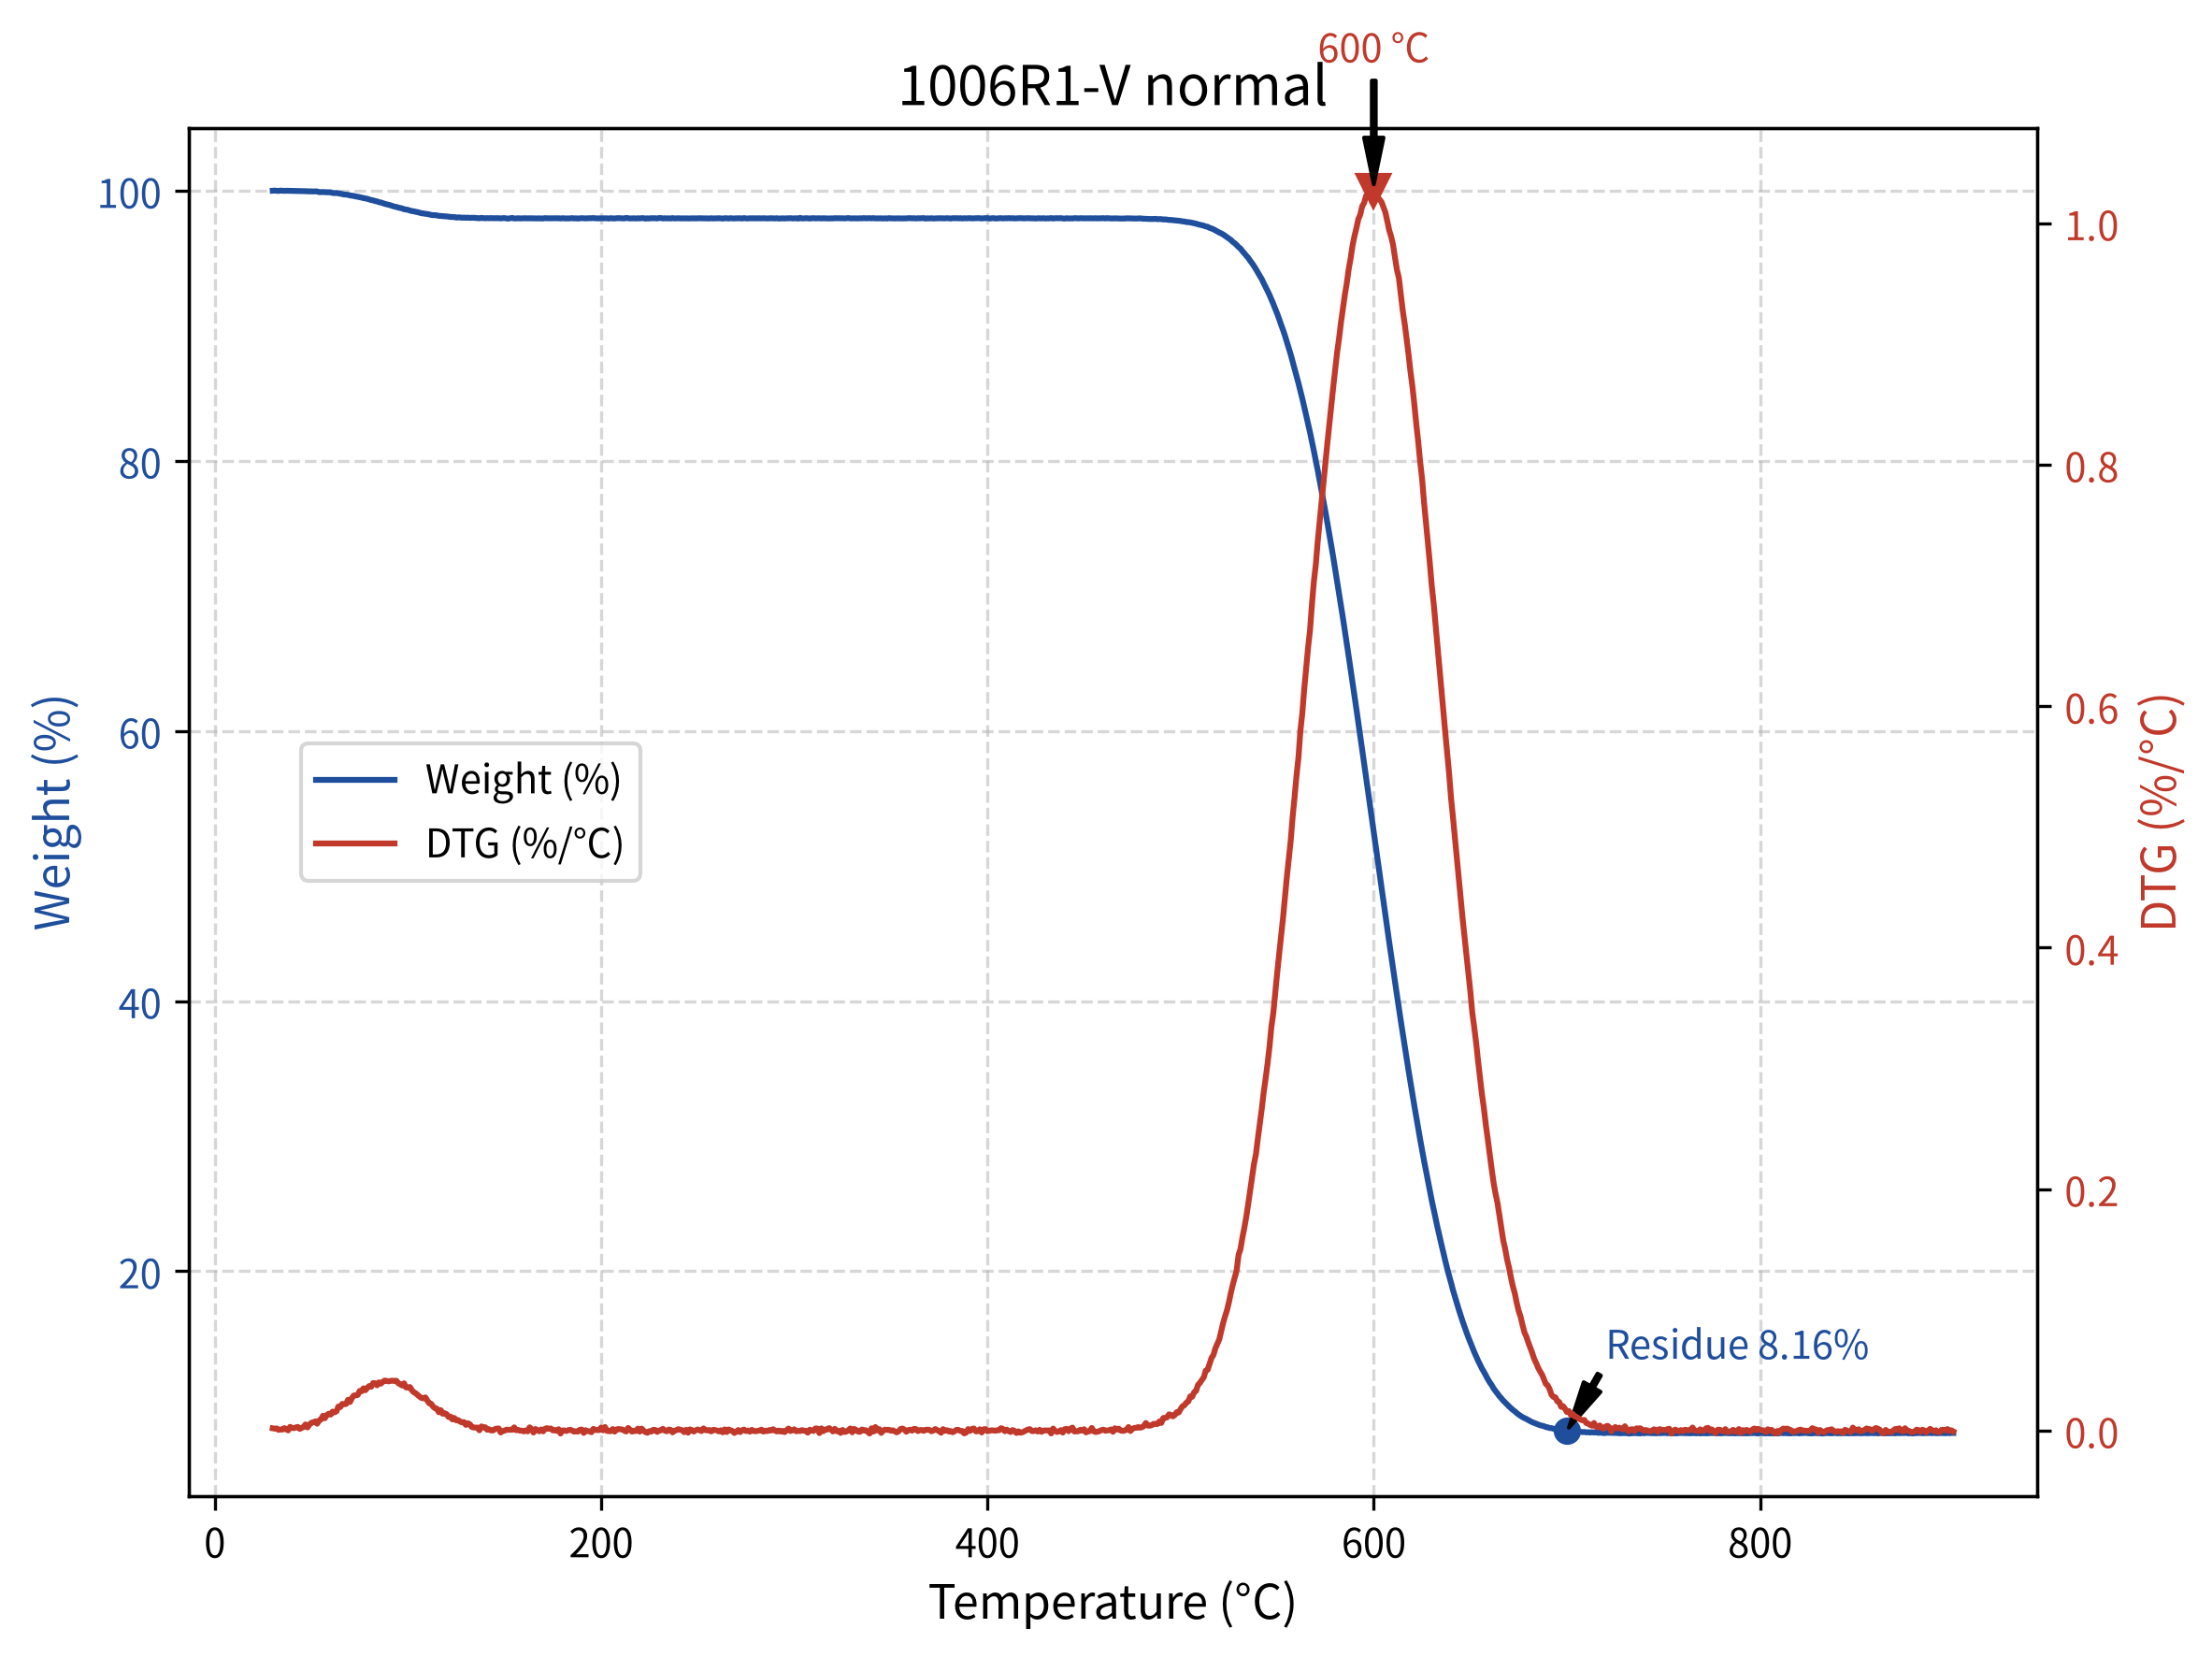 600 °C
1006R1-V normal
100
80
60
40
20
Weight (%)
Weight (%)
DTG (%/°C)
1.0
0.8
0.6
0.4
0.2
0.0
DTG (%/°C)
Residue 8.16%
0 200 400 600 800
Temperature (°C)